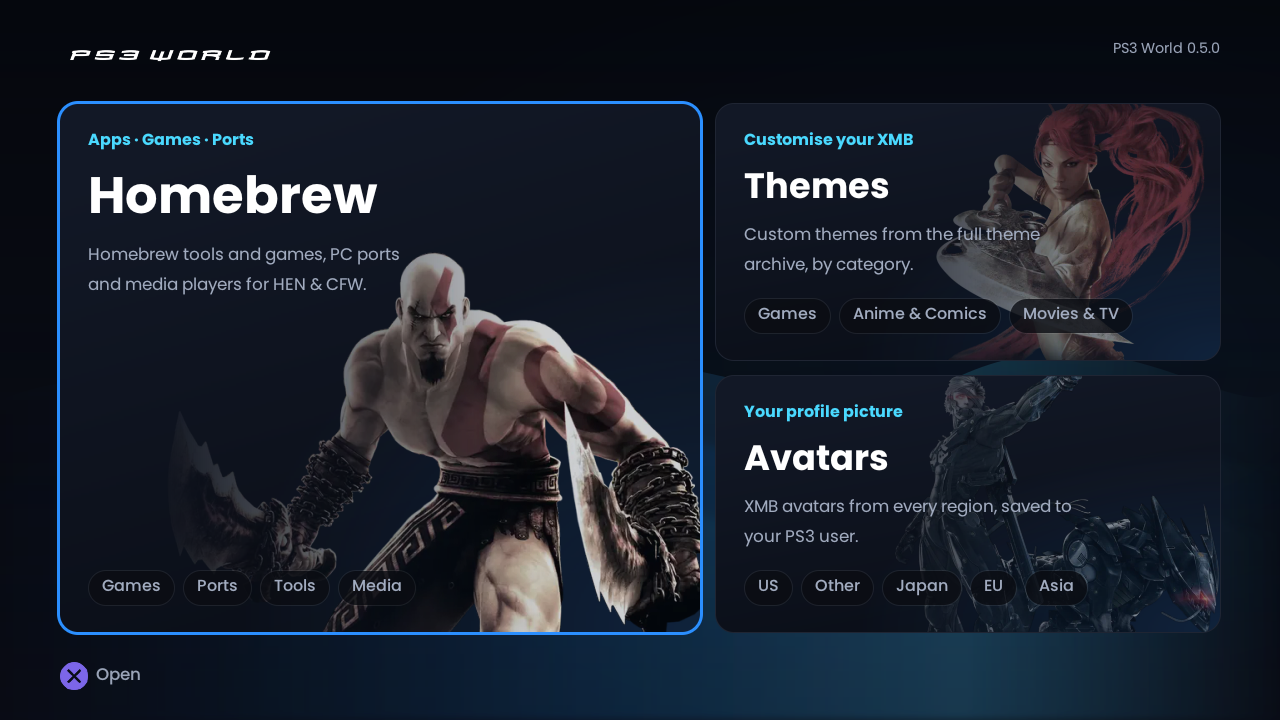 PS3 WORLD
PS3 World 0.5.0
Apps · Games · Ports
Homebrew
Homebrew tools and games, PC ports
and media players for HEN & CFW.
Games
Ports
Tools
Media
Customise your XMB
Themes
Custom themes from the full theme
archive, by category.
Games
Anime & Comics
Movies & TV
Your profile picture
Avatars
XMB avatars from every region, saved to
your PS3 user.
US
Other
Japan
EU
Asia
Open